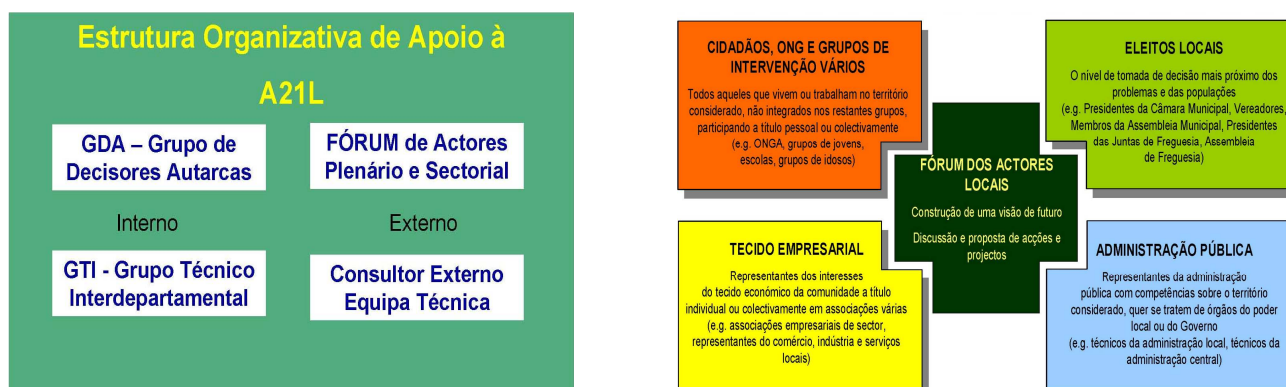 Estrutura Organizativa de Apoio à
A21L
GDA – Grupo de
Decisores Autarcas
FÓRUM de Actores
Plenário e Sectorial
Interno
Externo
GTI - Grupo Técnico
Interdepartamental
Consultor Externo
Equipa Técnica
CIDADÃOS, ONG E GRUPOS DE
INTERVENÇÃO VÁRIOS
Todos aqueles que vivem ou trabalham no território
considerado, não integrados nos restantes grupos,
participando a título pessoal ou colectivamente
(e.g. ONGA, grupos de jovens,
escolas, grupos de idosos)
ELEITOS LOCAIS
O nível de tomada de decisão mais próximo dos
problemas e das populações
(e.g. Presidentes da Câmara Municipal, Vereadores,
Membros da Assembleia Municipal, Presidentes
das Juntas de Freguesia, Assembleia
de Freguesia)
FÓRUM DOS ACTORES
LOCAIS
Construção de uma visão de futuro
Discussão e proposta de acções e
projectos
TECIDO EMPRESARIAL
Representantes dos interesses
do tecido económico da comunidade a título
individual ou colectivamente em associações várias
(e.g. associações empresariais de sector,
representantes do comércio, indústria e serviços
locais)
ADMINISTRAÇÃO PÚBLICA
Representantes da administração
pública com competências sobre o território
considerado, quer se tratem de órgãos do poder
local ou do Governo
(e.g. técnicos da administração local, técnicos da
administração central)